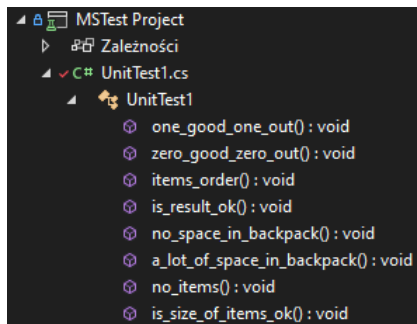 MSTest Project
Zależności
C# UnitTest1.cs
UnitTest1
one_good_one_out() : void
zero_good_zero_out() : void
items_order() : void
is_result_ok() : void
no_space_in_backpack() : void
a_lot_of_space_in_backpack() : void
no_items() : void
is_size_of_items_ok() : void